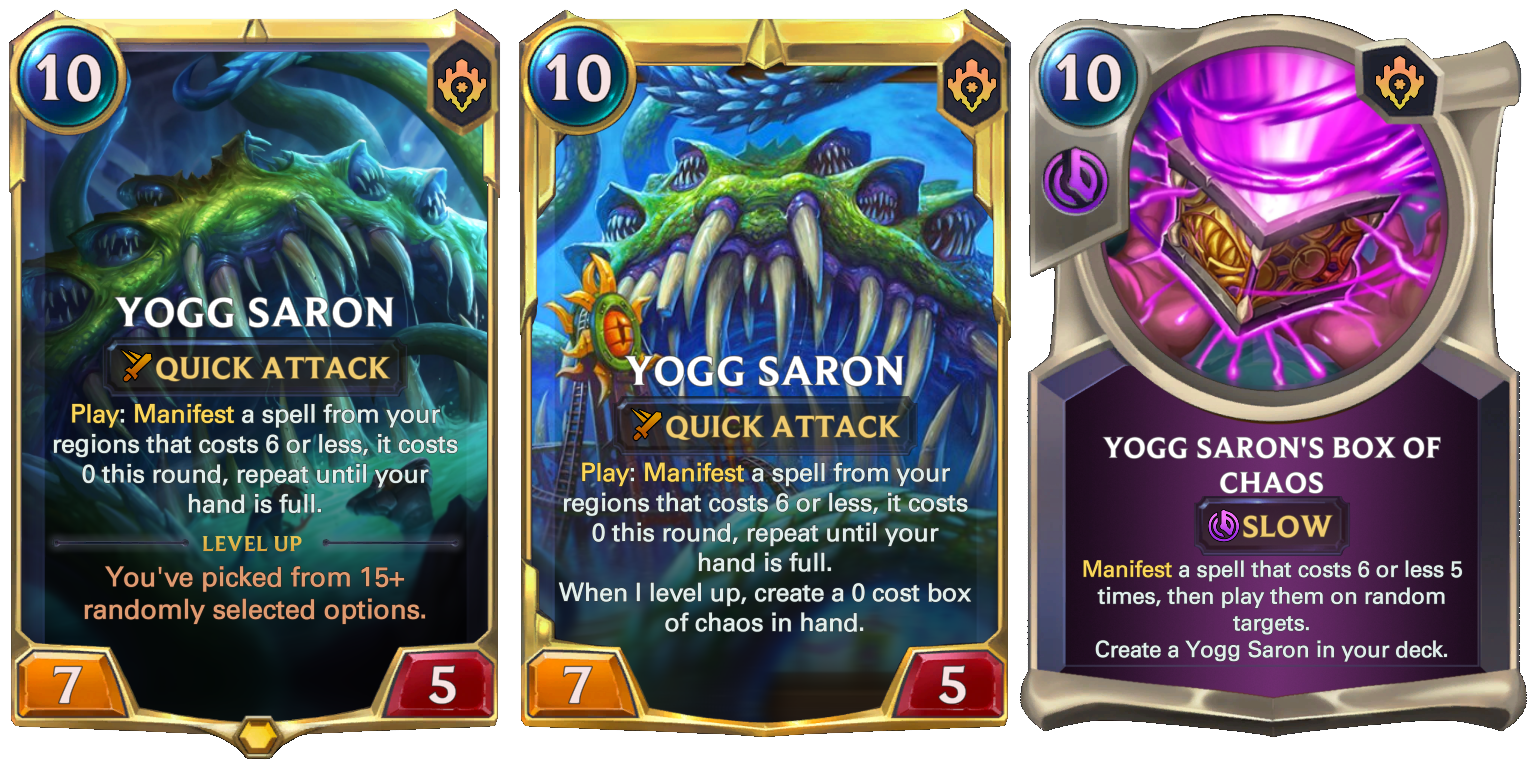 10
YOGG SARON
QUICK ATTACK
Play: Manifest a spell from your
regions that costs 6 or less, it costs
0 this round, repeat until your
hand is full.
LEVEL UP
You've picked from 15+
randomly selected options.
7
5
10
YOGG SARON
QUICK ATTACK
Play: Manifest a spell from your
regions that costs 6 or less, it costs
0 this round, repeat until your
hand is full.
When I level up, create a 0 cost box
of chaos in hand.
7
5
10
YOGG SARON'S BOX OF
CHAOS
SLOW
Manifest a spell that costs 6 or less 5
times, then play them on random
targets.
Create a Yogg Saron in your deck.